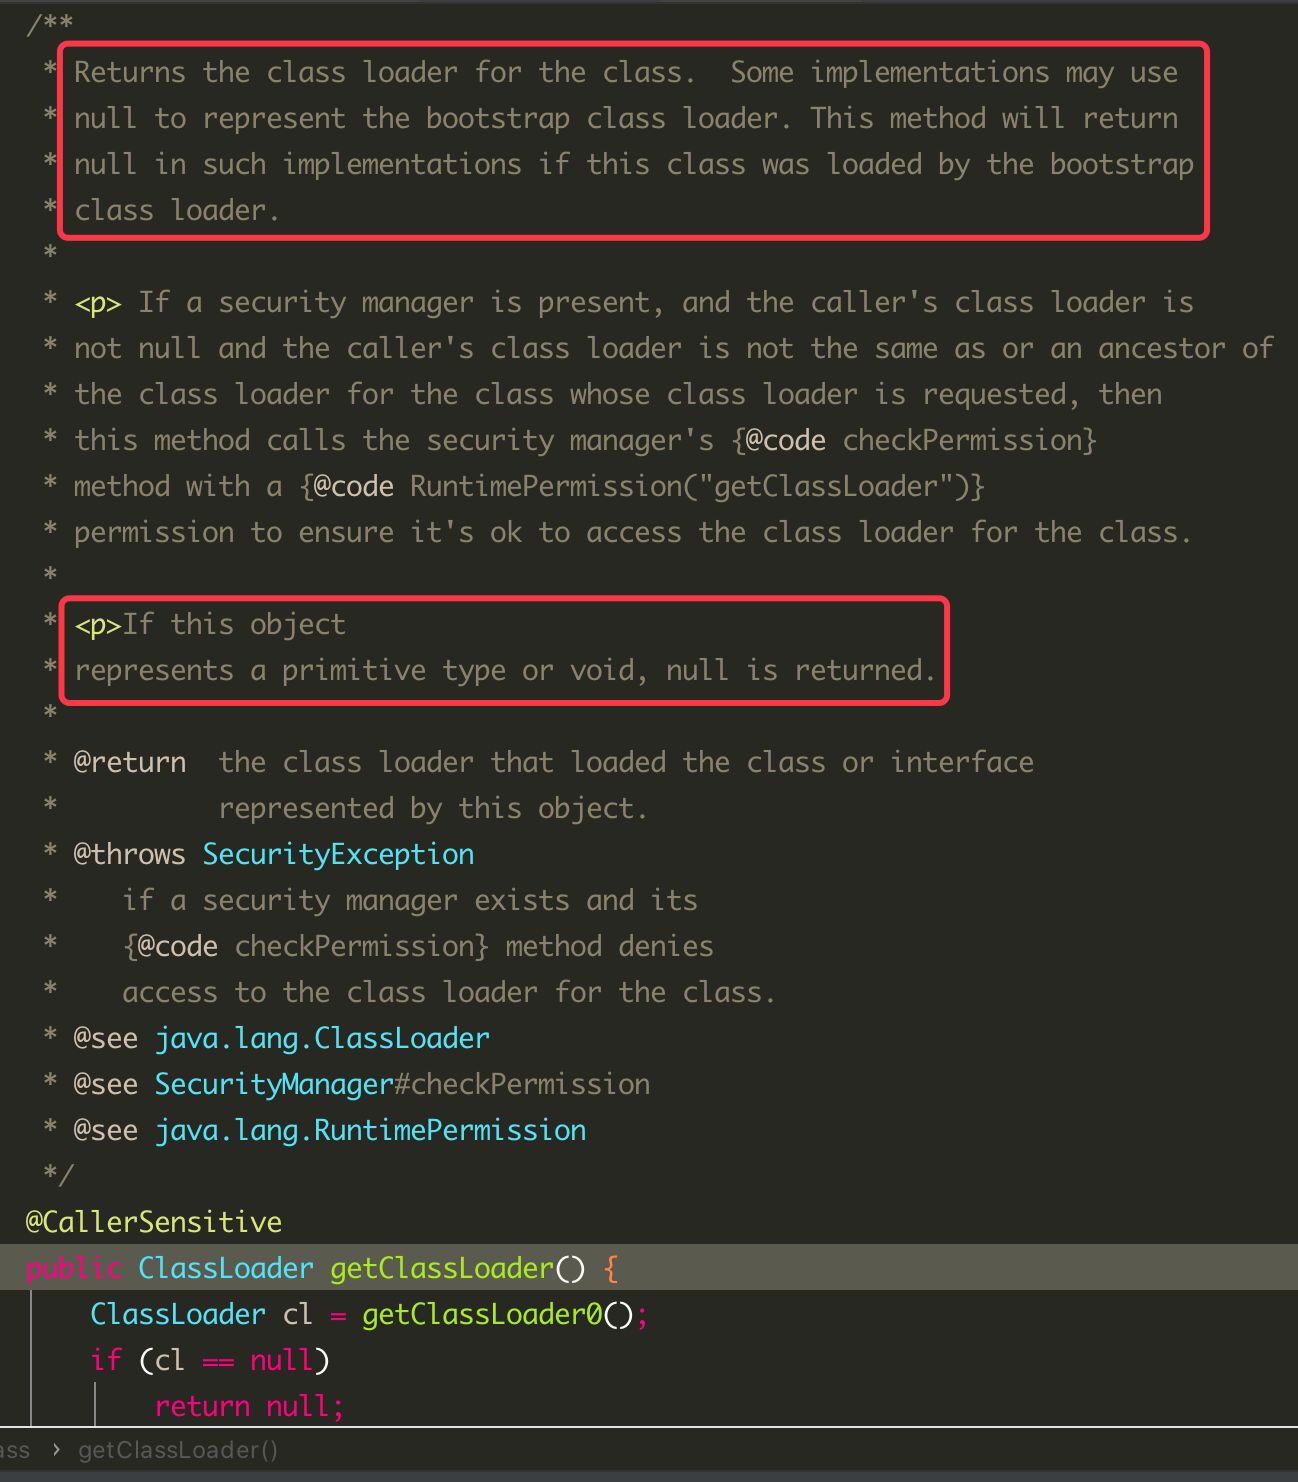 /**
* Returns the class loader for the class.  Some implementations may use
* null to represent the bootstrap class loader. This method will return
* null in such implementations if this class was loaded by the bootstrap
* class loader.
*
* <p> If a security manager is present, and the caller's class loader is
* not null and the caller's class loader is not the same as or an ancestor of
* the class loader for the class whose class loader is requested, then
* this method calls the security manager's {@code checkPermission}
* method with a {@code RuntimePermission("getClassLoader")}
* permission to ensure it's ok to access the class loader for the class.
*
* <p>If this object
* represents a primitive type or void, null is returned.
*
* @return  the class loader that loaded the class or interface
*          represented by this object.
* @throws SecurityException
*    if a security manager exists and its
*    {@code checkPermission} method denies
*    access to the class loader for the class.
* @see java.lang.ClassLoader
* @see SecurityManager#checkPermission
* @see java.lang.RuntimePermission
*/
@CallerSensitive
public ClassLoader getClassLoader() {
    ClassLoader cl = getClassLoader0();
    if (cl == null)
        return null;
ass › getClassLoader()